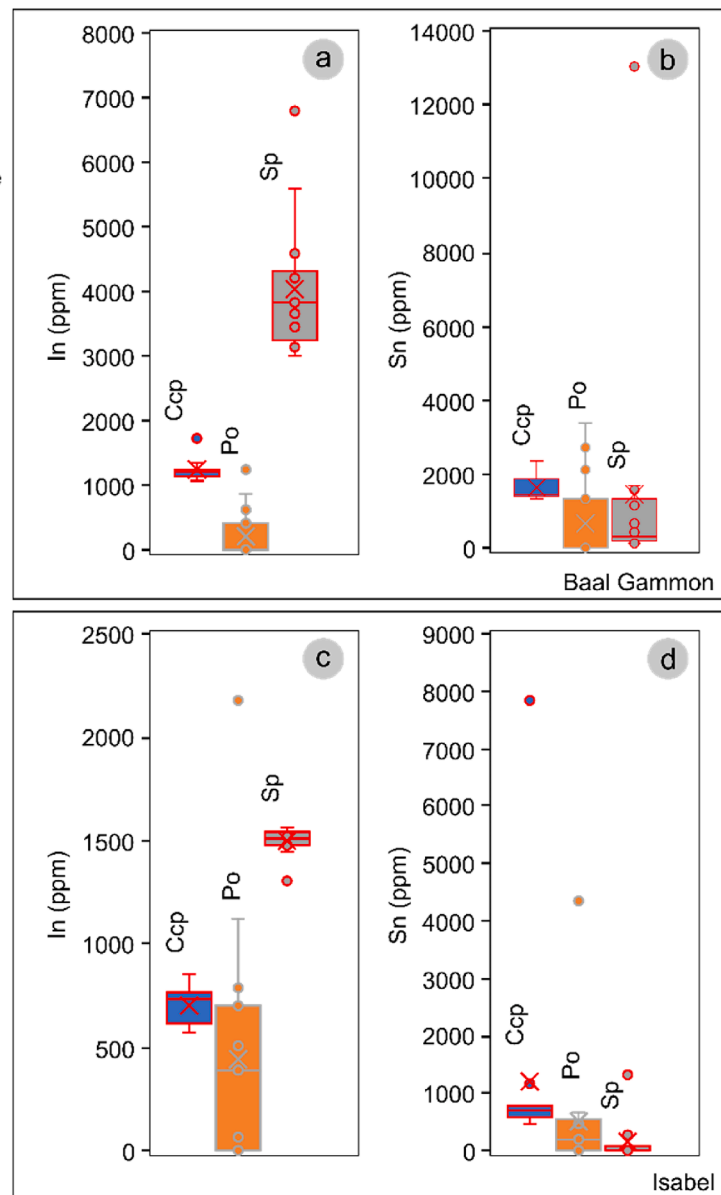 8000
7000
6000
5000
4000
3000
2000
1000
0
In (ppm)
Ccp
Po
Sp
a
14000
12000
10000
8000
6000
4000
2000
0
Sn (ppm)
Ccp
Po
Sp
b
Baal Gammon
2500
2000
1500
1000
500
0
In (ppm)
Ccp
Po
Sp
c
9000
8000
7000
6000
5000
4000
3000
2000
1000
0
Sn (ppm)
Ccp
Po
Sp
d
Isabel